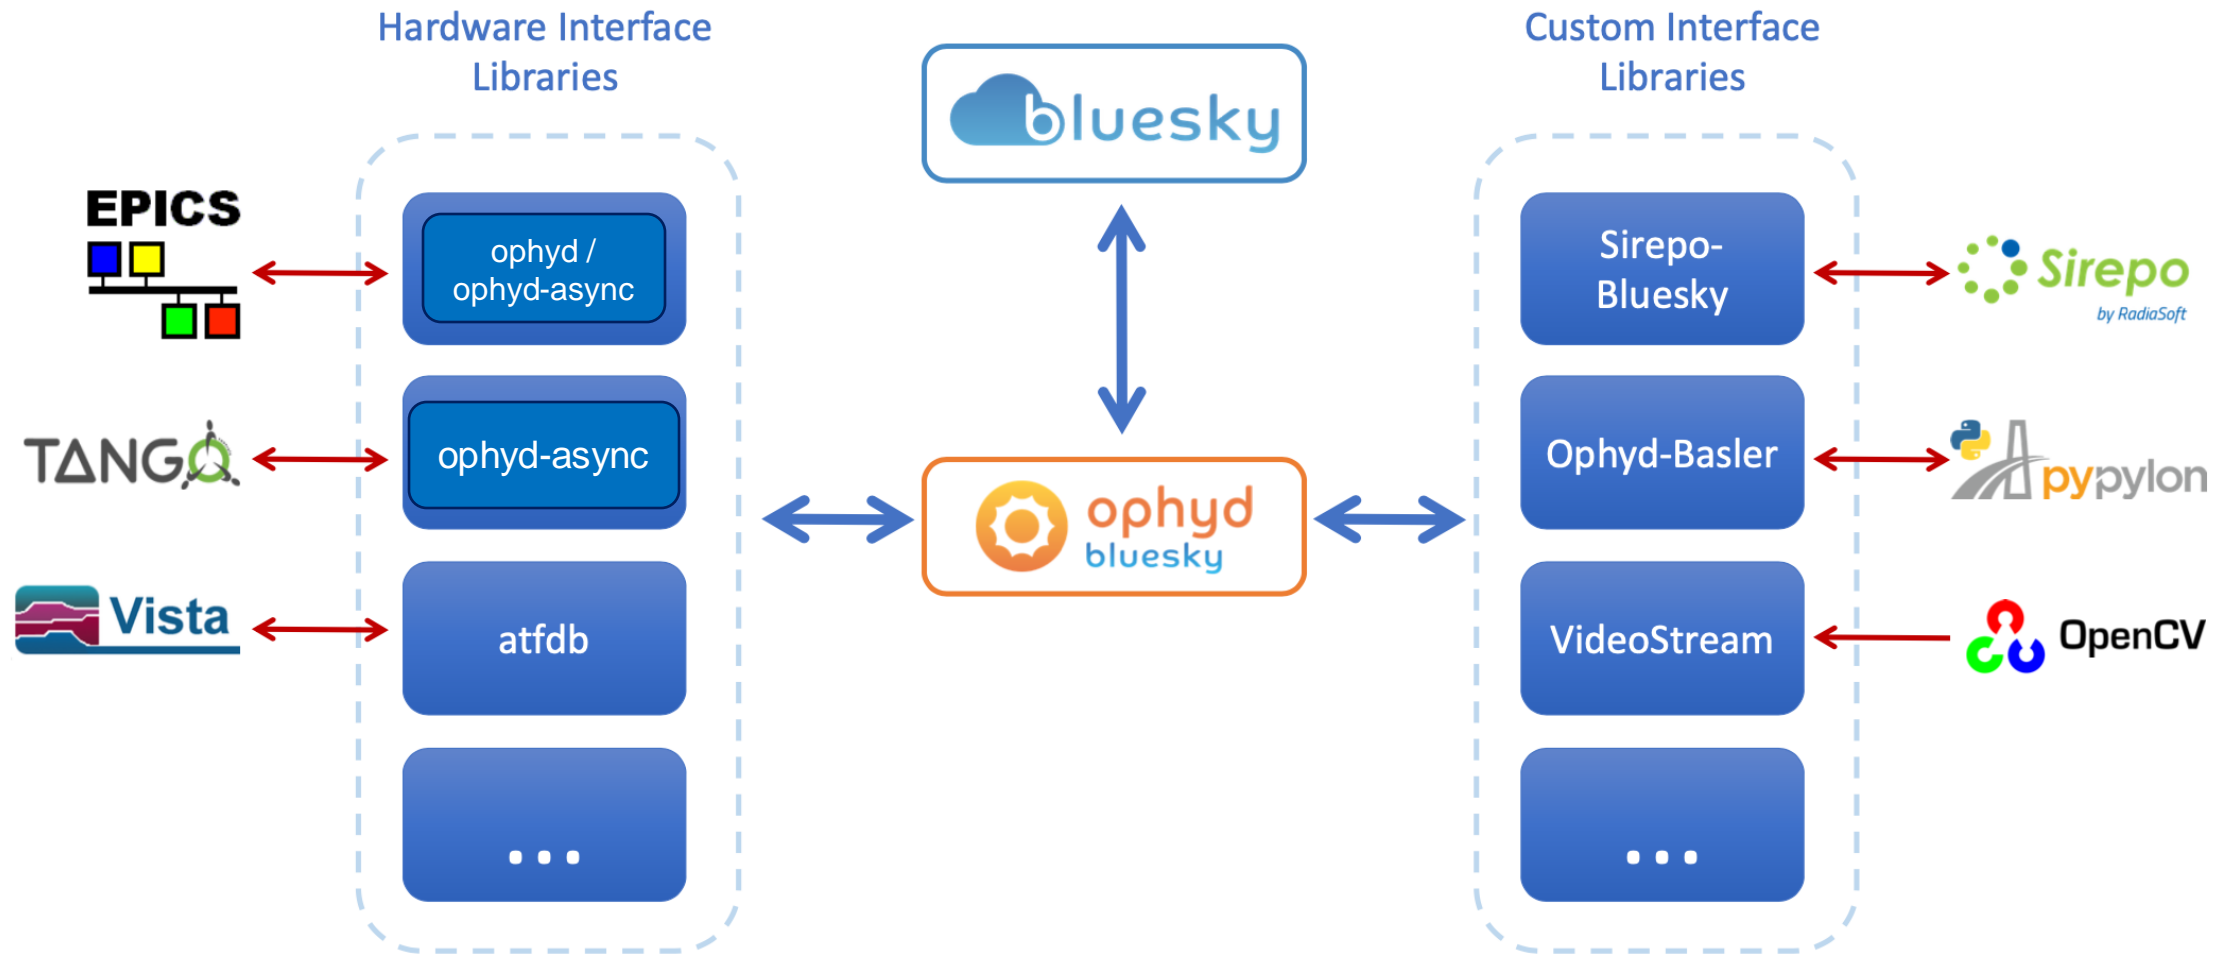 Hardware Interface
Libraries
EPICS
ophyd /
ophyd-async
TANGO
ophyd-async
Vista
atfdb
...
bluesky
ophyd
bluesky
Custom Interface
Libraries
Sirepo-
Bluesky
Sirepo
by RadiaSoft
Ophyd-Basler
pypylon
VideoStream
OpenCV
...